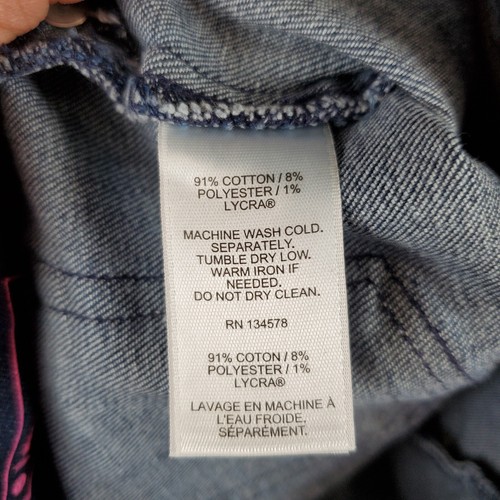 91% COTTON / 8%
POLYESTER / 1%
LYCRA®
MACHINE WASH COLD.
SEPARATELY.
TUMBLE DRY LOW.
WARM IRON IF
NEEDED.
DO NOT DRY CLEAN.
RN 134578
91% COTON / 8%
POLYESTER / 1%
LYCRA®
LAVAGE EN MACHINE À
L'EAU FROIDE,
SÉPARÉMENT.